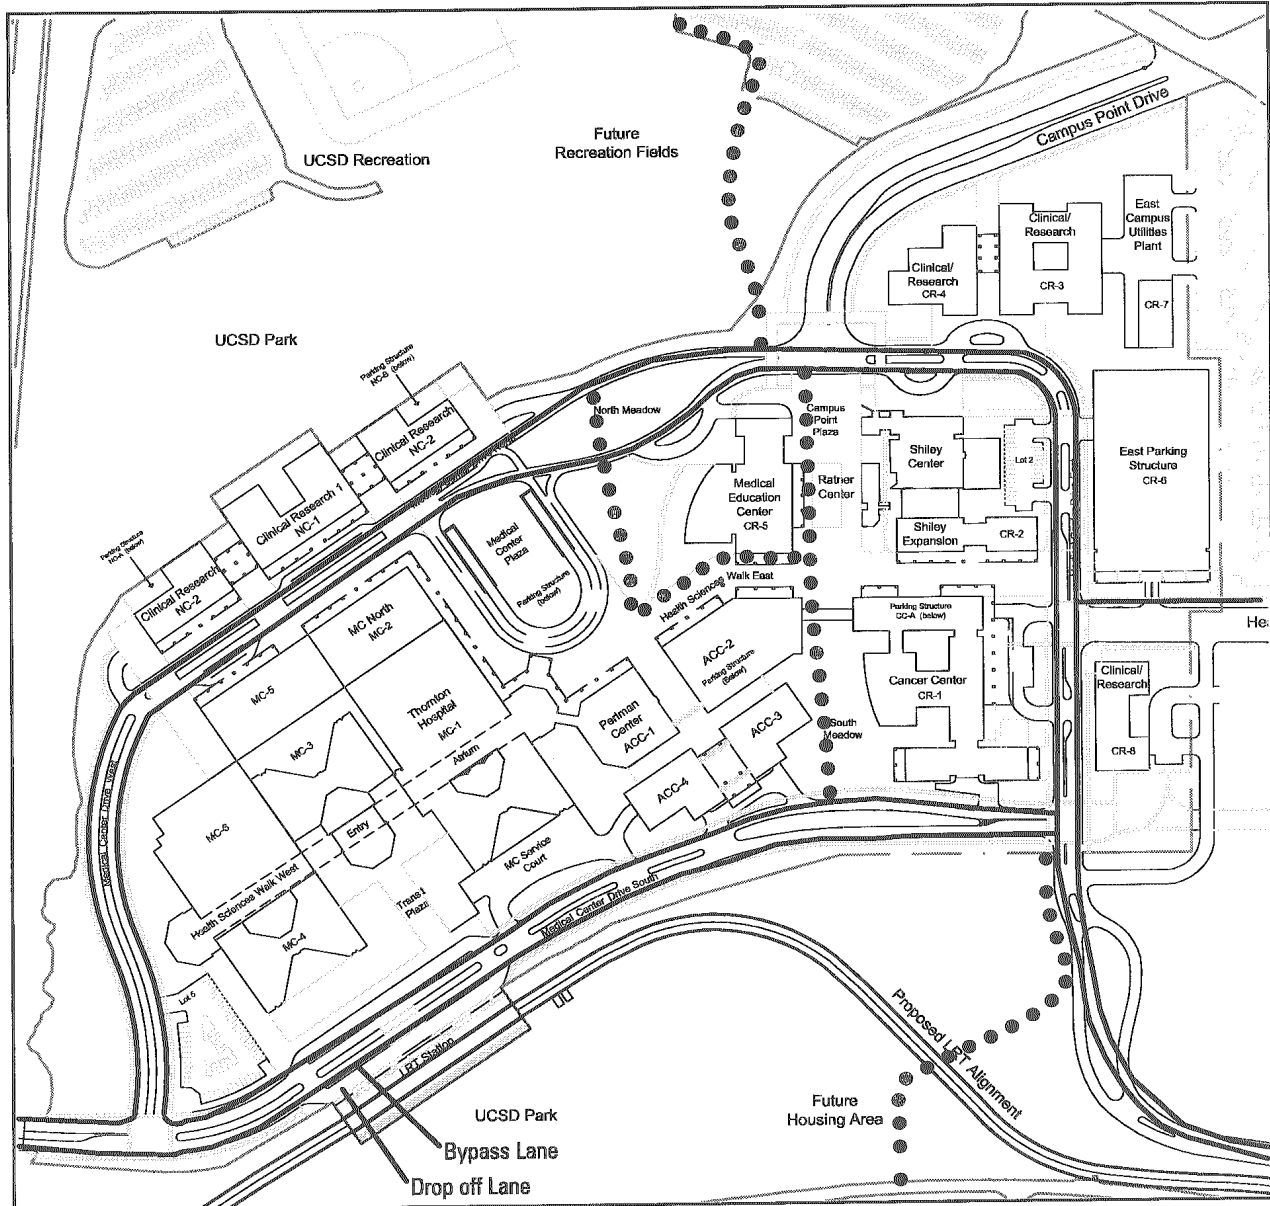 Campus Point Drive
Future
Recreation Fields
UCSD Recreation
East
Campus
Utilities
Plant
Clinical/
Research
CR-3
Clinical/
Research
CR-4
CR-7
UCSD Park
Parking Structure
NC-B (below)
North Meadow
Campus
Point
Plaza
Clinical Research
NC-2
Shiley
Center
Lot 2
East Parking
Structure
CR-6
Clinical Research 1
NC-1
Medical
Education
Center
CR-5
Ratner
Center
Shiley
Expansion
CR-2
Medical
Center
Plaza
Parking Structure
(below)
Parking Structure
NC-A (below)
Clinical Research
NC-2
Walk East
Health Sciences
MC North
MC-2
Parking Structure
CC-A (below)
Hea
ACC-2
Parking Structure
(Below)
Cancer Center
CR-1
Clinical/
Research
CR-8
MC-5
Thornton
Hospital
MC-1
Perlman
Center
ACC-1
ACC-3
South
Meadow
MC-3
Atrium
ACC-4
Medical Center Drive West
MC-6
Entry
MC Service
Court
Health Sciences Walk West
Transit
Plaza
Medical Center Drive South
MC-4
Lot 5
LRT Station
Proposed LRT Alignment
UCSD Park
Future
Housing Area
Bypass Lane
Drop off Lane